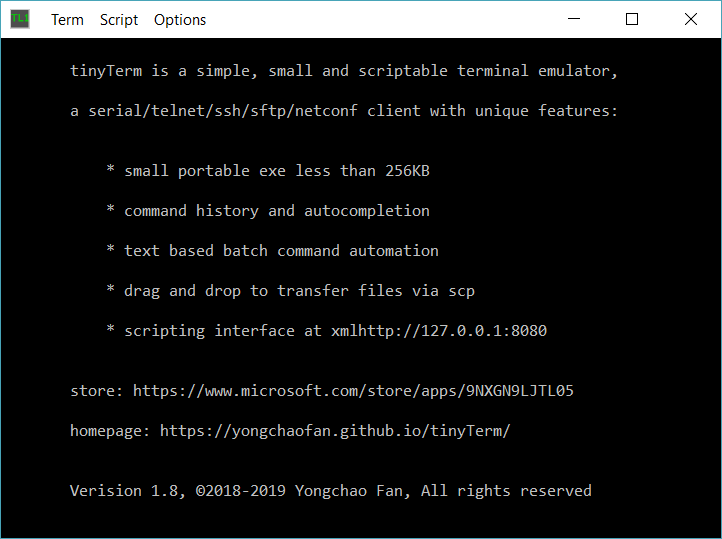 TL1
Term Script Options
tinyTerm is a simple, small and scriptable terminal emulator,
a serial/telnet/ssh/sftp/netconf client with unique features:
* small portable exe less than 256KB
* command history and autocompletion
* text based batch command automation
* drag and drop to transfer files via scp
* scripting interface at xmlhttp://127.0.0.1:8080
store: https://www.microsoft.com/store/apps/9NXGN9LJTL05
homepage: https://yongchaofan.github.io/tinyTerm/
Verision 1.8, ©2018-2019 Yongchao Fan, All rights reserved